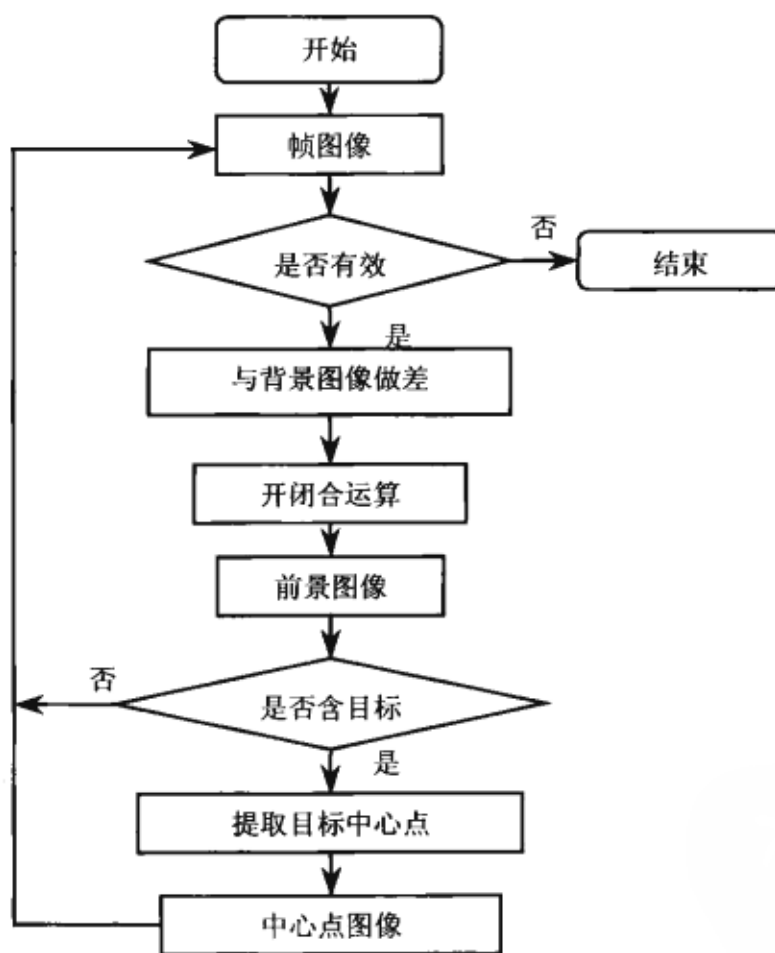 开始
帧图像
是否有效
否
结束
是
与背景图像做差
开闭合运算
前景图像
否
是否含目标
是
提取目标中心点
中心点图像